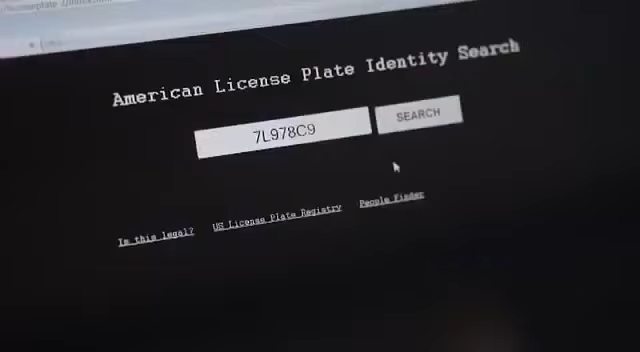 American License Plate Identity Search
7L978C9
SEARCH
Is this legal? US License Plate Registry People Finder